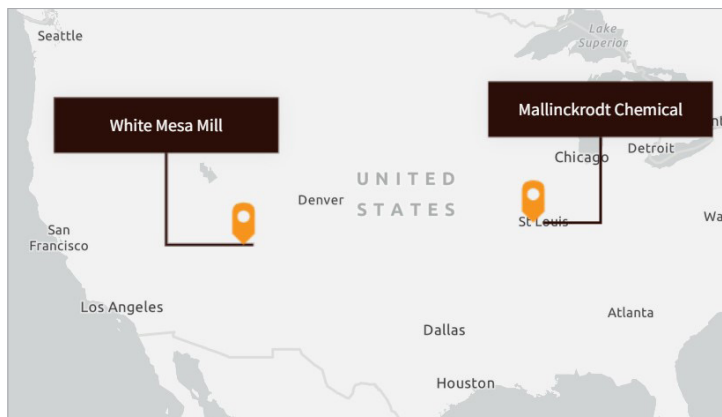 Seattle
Lake
Superior
White Mesa Mill
Mallinckrodt Chemical
Detroit
Chicago
UNITED
STATES
Denver
St Louis
San
Francisco
Los Angeles
Atlanta
Dallas
Houston